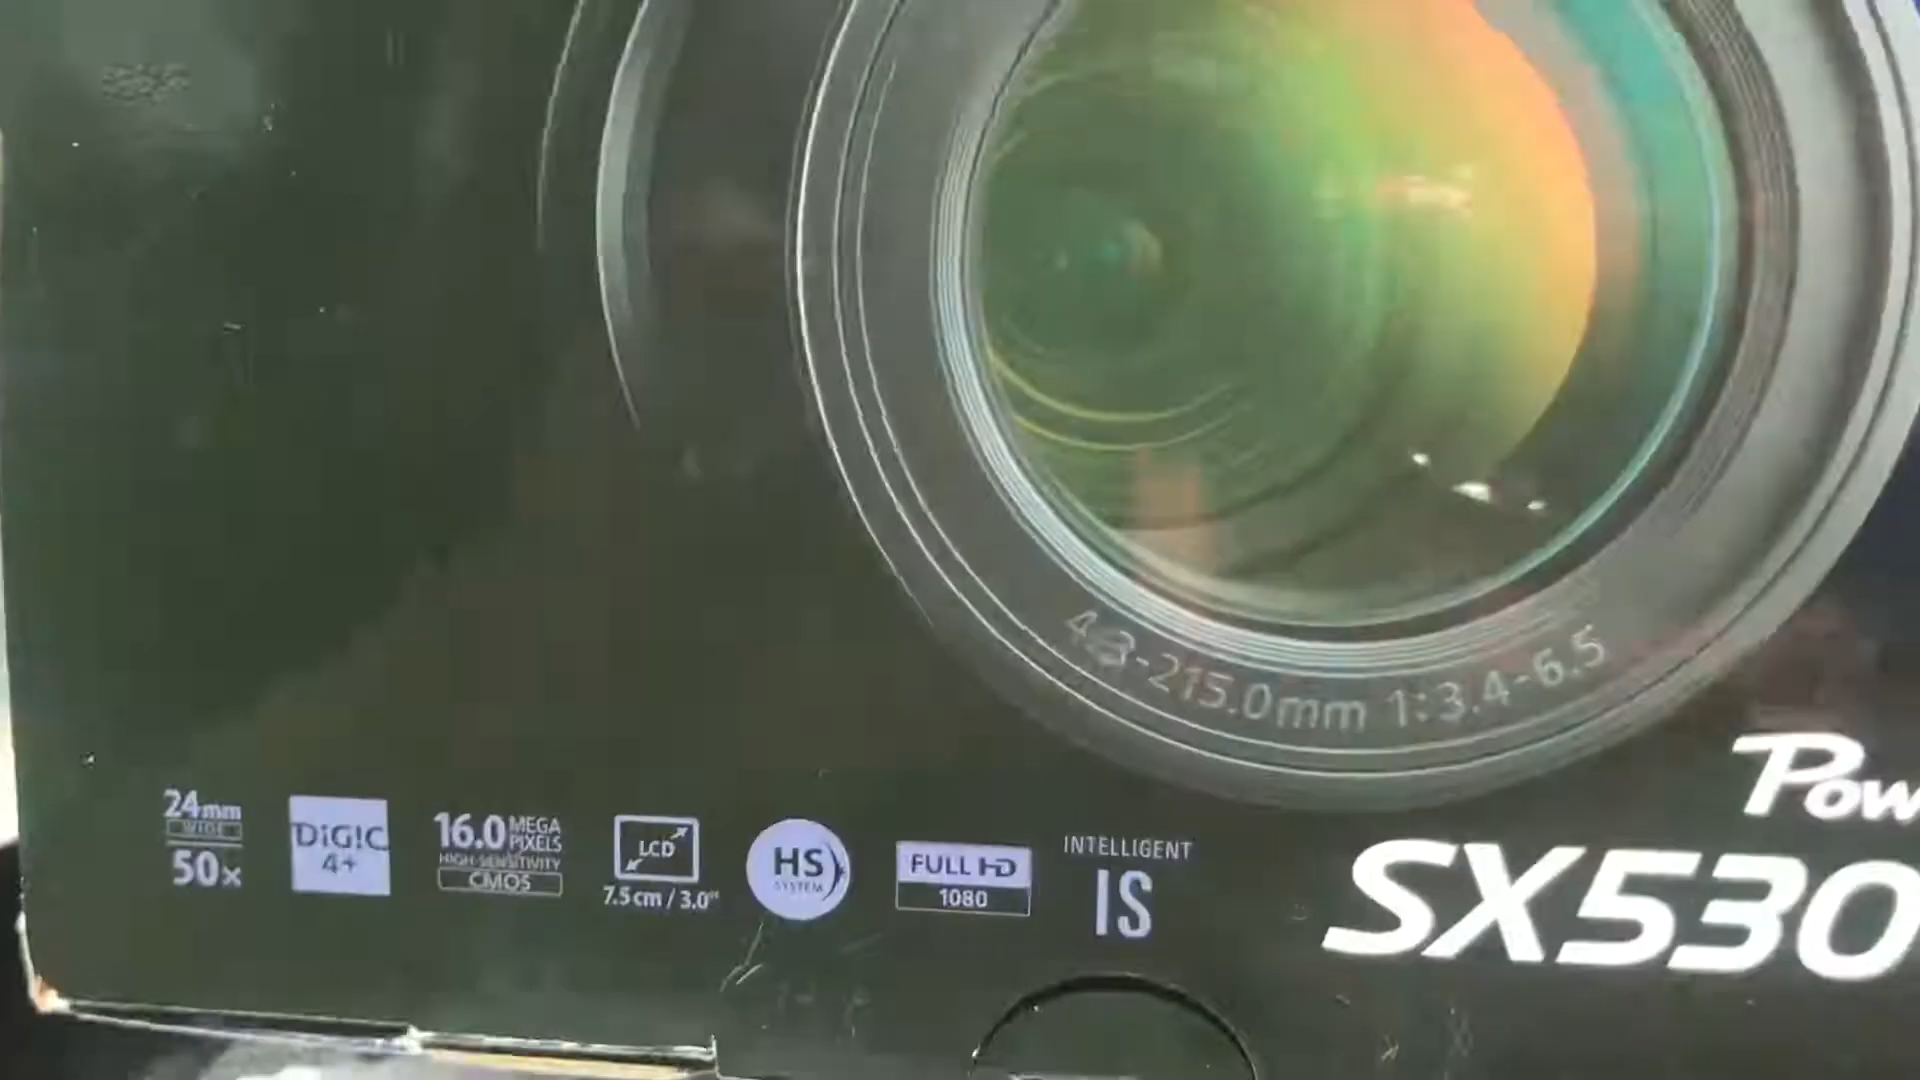 -215.0mm 1:3.4-6.5
Pow
SX530
24mm
WIDE
50x
DiG!C
4+
16.0 MEGA
PIXELS
HIGH-SENSITIVITY
CMOS
LCD
7.5cm / 3.0"
HS
SYSTEM
FULL HD
1080
INTELLIGENT
IS